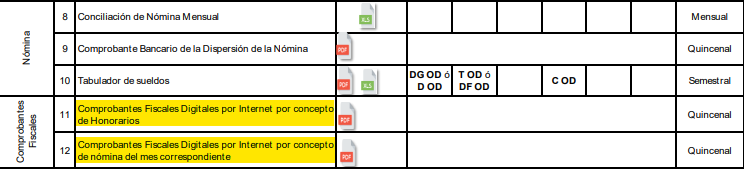 Nómina
8 Conciliación de Nómina Mensual XLS Mensual
9 Comprobante Bancario de la Dispersión de la Nómina PDF Quincenal
10 Tabulador de sueldos PDF XLS DG OD ó T OD ó C OD Semestral
D OD DF OD
Comprobantes
Fiscales
11 Comprobantes Fiscales Digitales por Internet por concepto PDF Quincenal
de Honorarios
12 Comprobantes Fiscales Digitales por Internet por concepto PDF Quincenal
de nómina del mes correspondiente